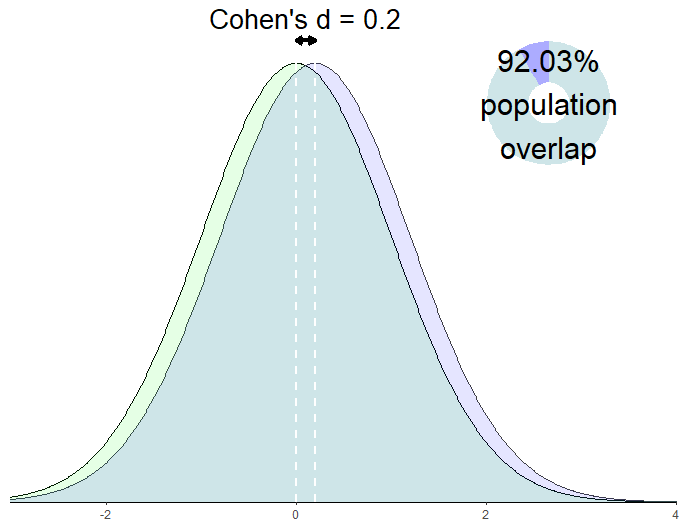 Cohen's d = 0.2
92.03%
population
overlap
-2
0
2
4